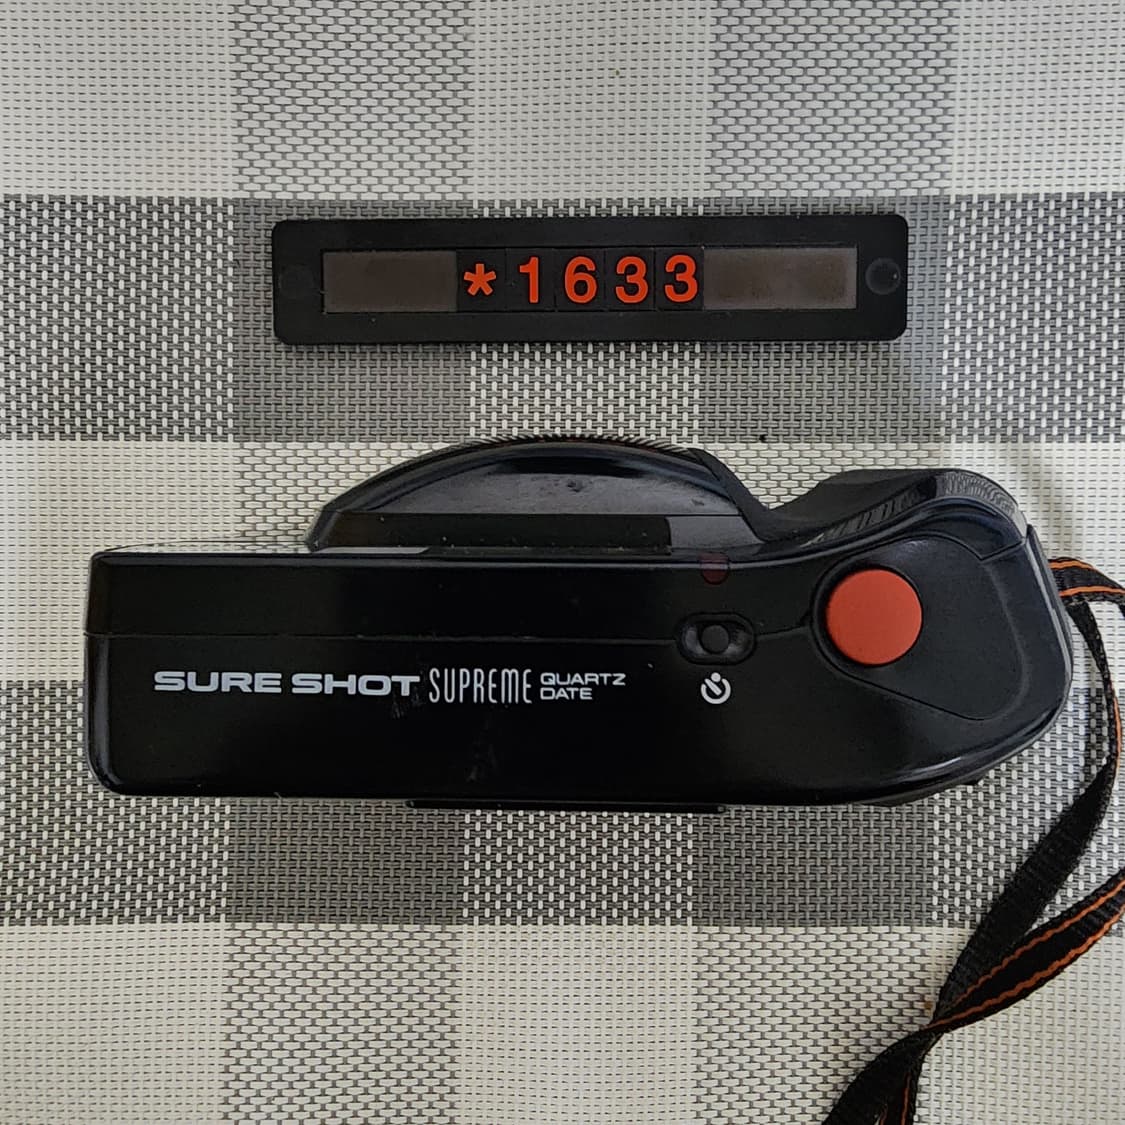 *1633
SURE SHOT SUPREME QUARTZ DATE